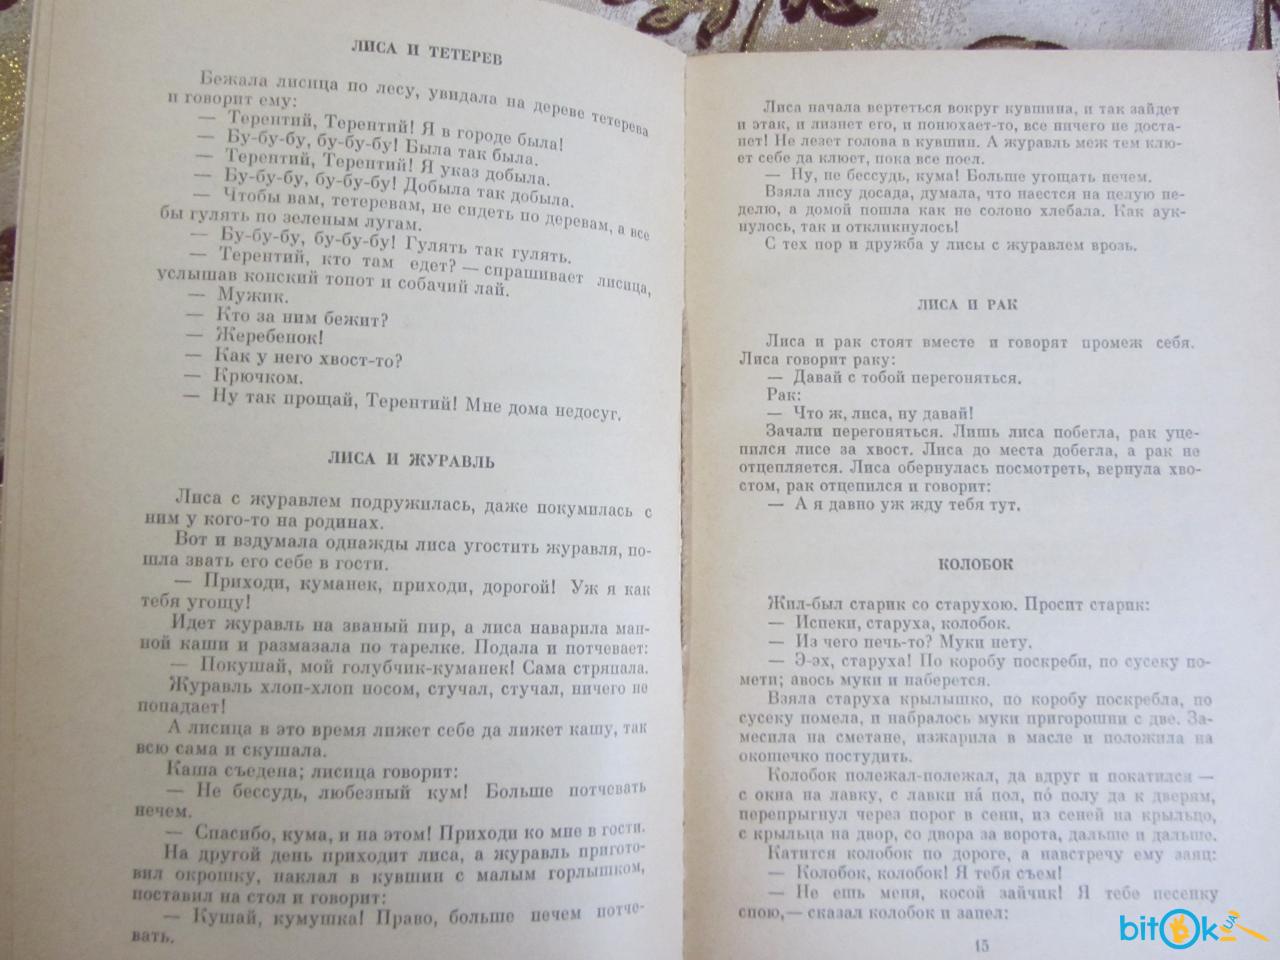 ЛИСА И ТЕТЕРЕВ
Бежала лисица по лесу, увидала на дереве тетерева
и говорит ему:
— Терентий, Терентий! Я в городе была!
— Бу-бу-бу, бу-бу-бу! Была так была.
— Терентий, Терентий! Я указ добыла.
— Бу-бу-бу, бу-бу-бу! Добыла так добыла.
— Чтобы вам, тетеревам, не сидеть по деревам, а все
бы гулять по зеленым лугам.
— Бу-бу-бу, бу-бу-бу! Гулять так гулять.
— Терентий, кто там едет? — спрашивает лисица,
услышав конский топот и собачий лай.
— Мужик.
— Кто за ним бежит?
— Жеребенок!
— Как у него хвост-то?
— Крючком.
— Ну так прощай, Терентий! Мне дома недосуг.
ЛИСА И ЖУРАВЛЬ
Лиса с журавлем подружилась, даже покумилась с
ним у кого-то на родинах.
Вот и вздумала однажды лиса угостить журавля, по-
шла звать его себе в гости.
— Приходи, куманек, приходи, дорогой! Уж я как
тебя угощу!
Идет журавль на званый пир, а лиса наварила ман-
ной каши и размазала по тарелке. Подала и потчевает:
— Покушай, мой голубчик-куманек! Сама стряпала.
Журавль хлоп-хлоп носом, стучал, стучал, ничего не
попадает!
А лисица в это время лижет себе да лижет кашу, так
всю сама и скушала.
Каша съедена; лисица говорит:
— Не бессудь, любезный кум! Больше потчевать
нечем.
— Спасибо, кума, и на этом! Приходи ко мне в гости.
На другой день приходит лиса, а журавль пригото-
вил окрошку, наклал в кувшин с малым горлышком,
поставил на стол и говорит:
— Кушай, кумушка! Право, больше нечем потче-
вать.
Лиса начала вертеться вокруг кувшина, и так зайдет
и этак, и лизнет его, и понюхает-то, все ничего не доста-
нет! Не лезет голова в кувшин. А журавль меж тем клю-
ет себе да клюет, пока все поел.
— Ну, не бессудь, кума! Больше угощать нечем.
Взяла лису досада, думала, что наестся на целую не-
делю, а домой пошла как не солоно хлебала. Как аук-
нулось, так и откликнулось!
С тех пор и дружба у лисы с журавлем врозь.
ЛИСА И РАК
Лиса и рак стоят вместе и говорят промеж себя.
Лиса говорит раку:
— Давай с тобой перегоняться.
Рак:
— Что ж, лиса, ну давай!
Зачали перегоняться. Лишь лиса побегла, рак уце-
пился лисе за хвост. Лиса до места добегла, а рак не
отцепляется. Лиса обернулась посмотреть, вернула хво-
стом, рак отцепился и говорит:
— А я давно уж жду тебя тут.
КОЛОБОК
Жил-был старик со старухою. Просит старик:
— Испеки, старуха, колобок.
— Из чего печь-то? Муки нету.
— Э-эх, старуха! По коробу поскреби, по сусеку по-
мети; авось муки и наберется.
Взяла старуха крылышко, по коробу поскребла, по
сусеку помела, и набралось муки пригоршни с две. За-
месила на сметане, изжарила в масле и положила на
окошечко постудить.
Колобок полежал-полежал, да вдруг и покатился —
с окна на лавку, с лавки нá пол, пó полу да к дверям,
перепрыгнул через порог в сени, из сеней на крыльцо,
с крыльца на двор, со двора за ворота, дальше и дальше.
Катится колобок по дороге, а навстречу ему заяц:
— Колобок, колобок! Я тебя съем!
— Не ешь меня, косой зайчик! Я тебе песенку
спою,— сказал колобок и запел:
15
bitOk UA